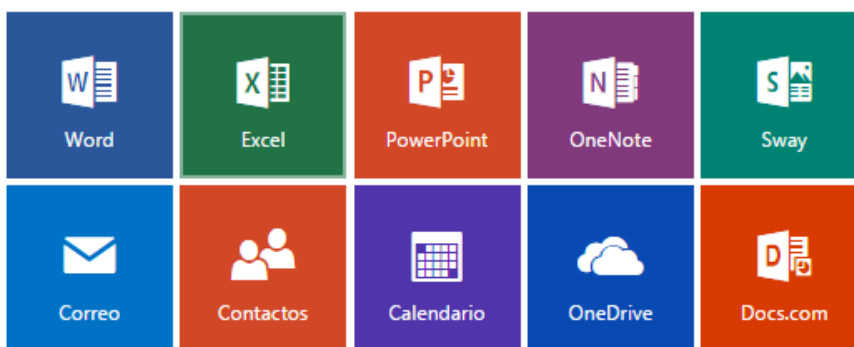 W
X
P
N
S
Word
Excel
PowerPoint
OneNote
Sway
D
Correo
Contactos
Calendario
OneDrive
Docs.com